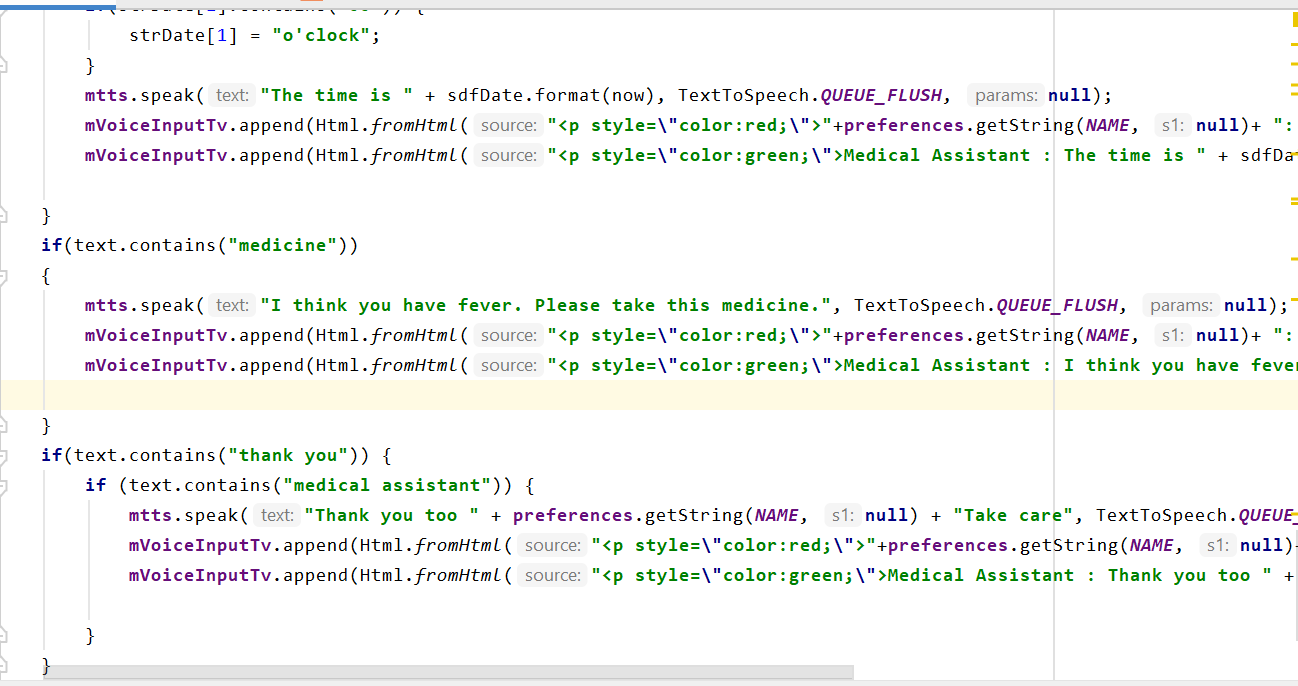 strDate[1] = "o'clock";
}
mtts.speak( text: "The time is " + sdfDate.format(now), TextToSpeech.QUEUE_FLUSH, params: null);
mVoiceInputTv.append(Html.fromHtml( source: "<p style=\"color:red;\">"+preferences.getString(NAME, s1: null)+ ":
mVoiceInputTv.append(Html.fromHtml( source: "<p style=\"color:green;\">Medical Assistant : The time is " + sdfDa
}
if(text.contains("medicine"))
{
mtts.speak( text: "I think you have fever. Please take this medicine.", TextToSpeech.QUEUE_FLUSH, params: null);
mVoiceInputTv.append(Html.fromHtml( source: "<p style=\"color:red;\">"+preferences.getString(NAME, s1: null)+ ":
mVoiceInputTv.append(Html.fromHtml( source: "<p style=\"color:green;\">Medical Assistant : I think you have fever
}
if(text.contains("thank you")) {
if (text.contains("medical assistant")) {
mtts.speak( text: "Thank you too " + preferences.getString(NAME, s1: null) + "Take care", TextToSpeech.QUEUE_
mVoiceInputTv.append(Html.fromHtml( source: "<p style=\"color:red;\">"+preferences.getString(NAME, s1: null)+
mVoiceInputTv.append(Html.fromHtml( source: "<p style=\"color:green;\">Medical Assistant : Thank you too " +
}
}